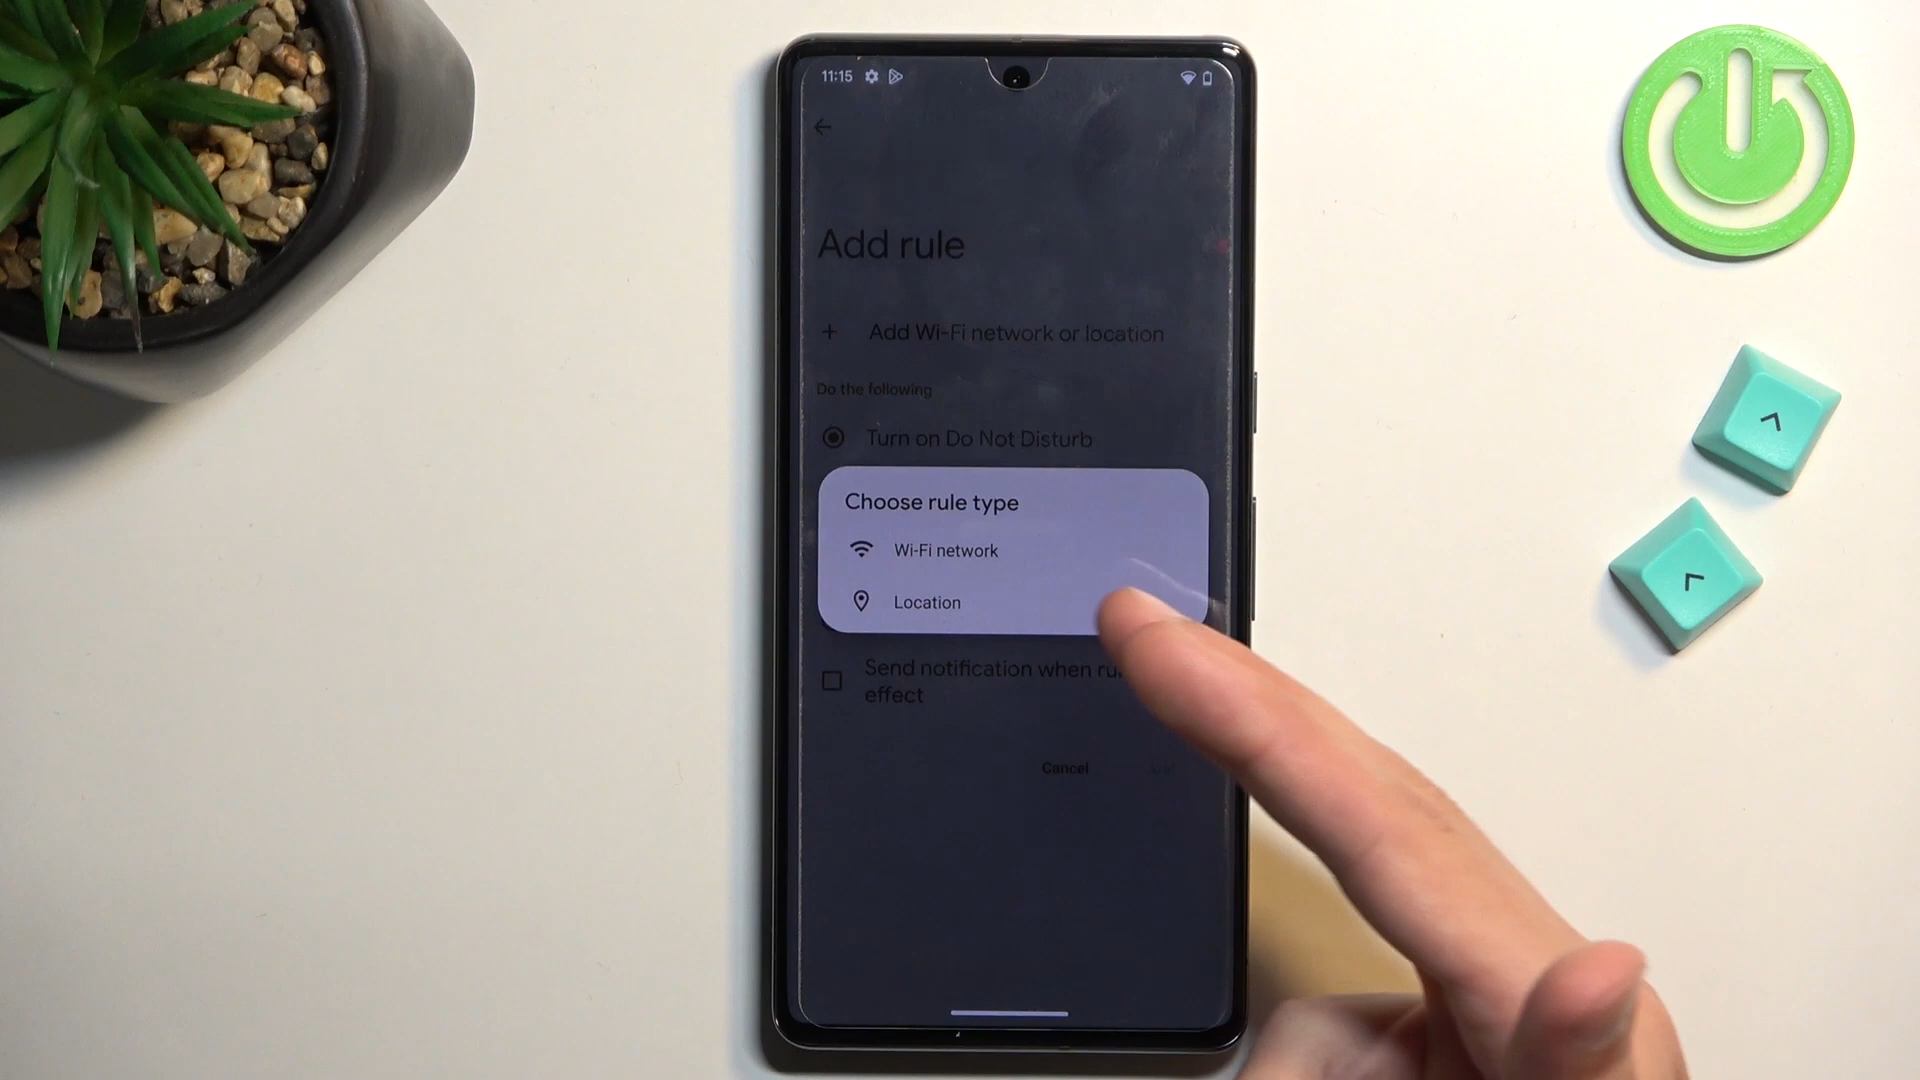 11:15
Add rule
+ Add Wi-Fi network or location
Do the following
Turn on Do Not Disturb
Choose rule type
Wi-Fi network
Location
Send notification when
effect
Cancel